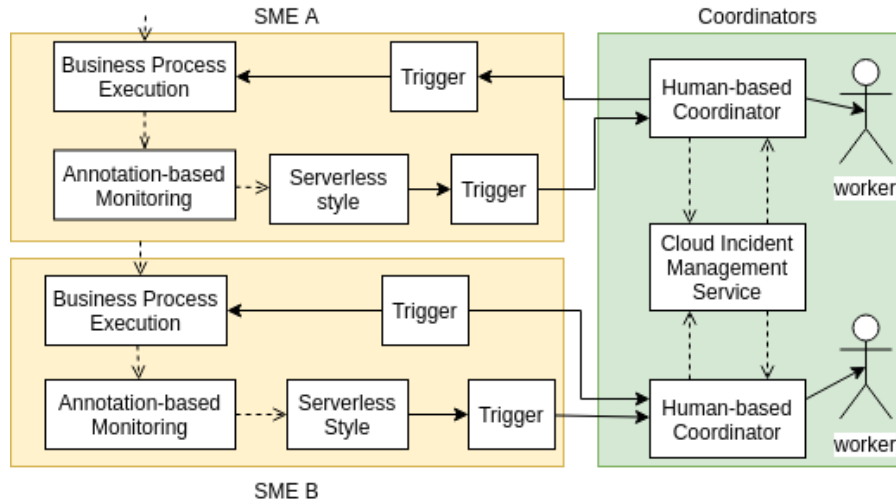 SME A
Coordinators
Business Process
Execution
Trigger
Human-based
Coordinator
Annotation-based
Monitoring
Serverless
style
Trigger
worker
Cloud Incident
Management
Service
Business Process
Execution
Trigger
Annotation-based
Monitoring
Serverless
Style
Trigger
Human-based
Coordinator
worker
SME B